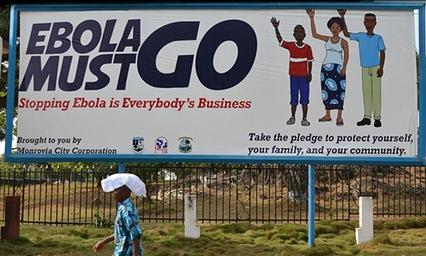 EBOLA
MUST GO
Stopping Ebola is Everybody's Business
Brought to you by
Monrovia City Corporation
Take the pledge to protect yourself,
your family, and your community.